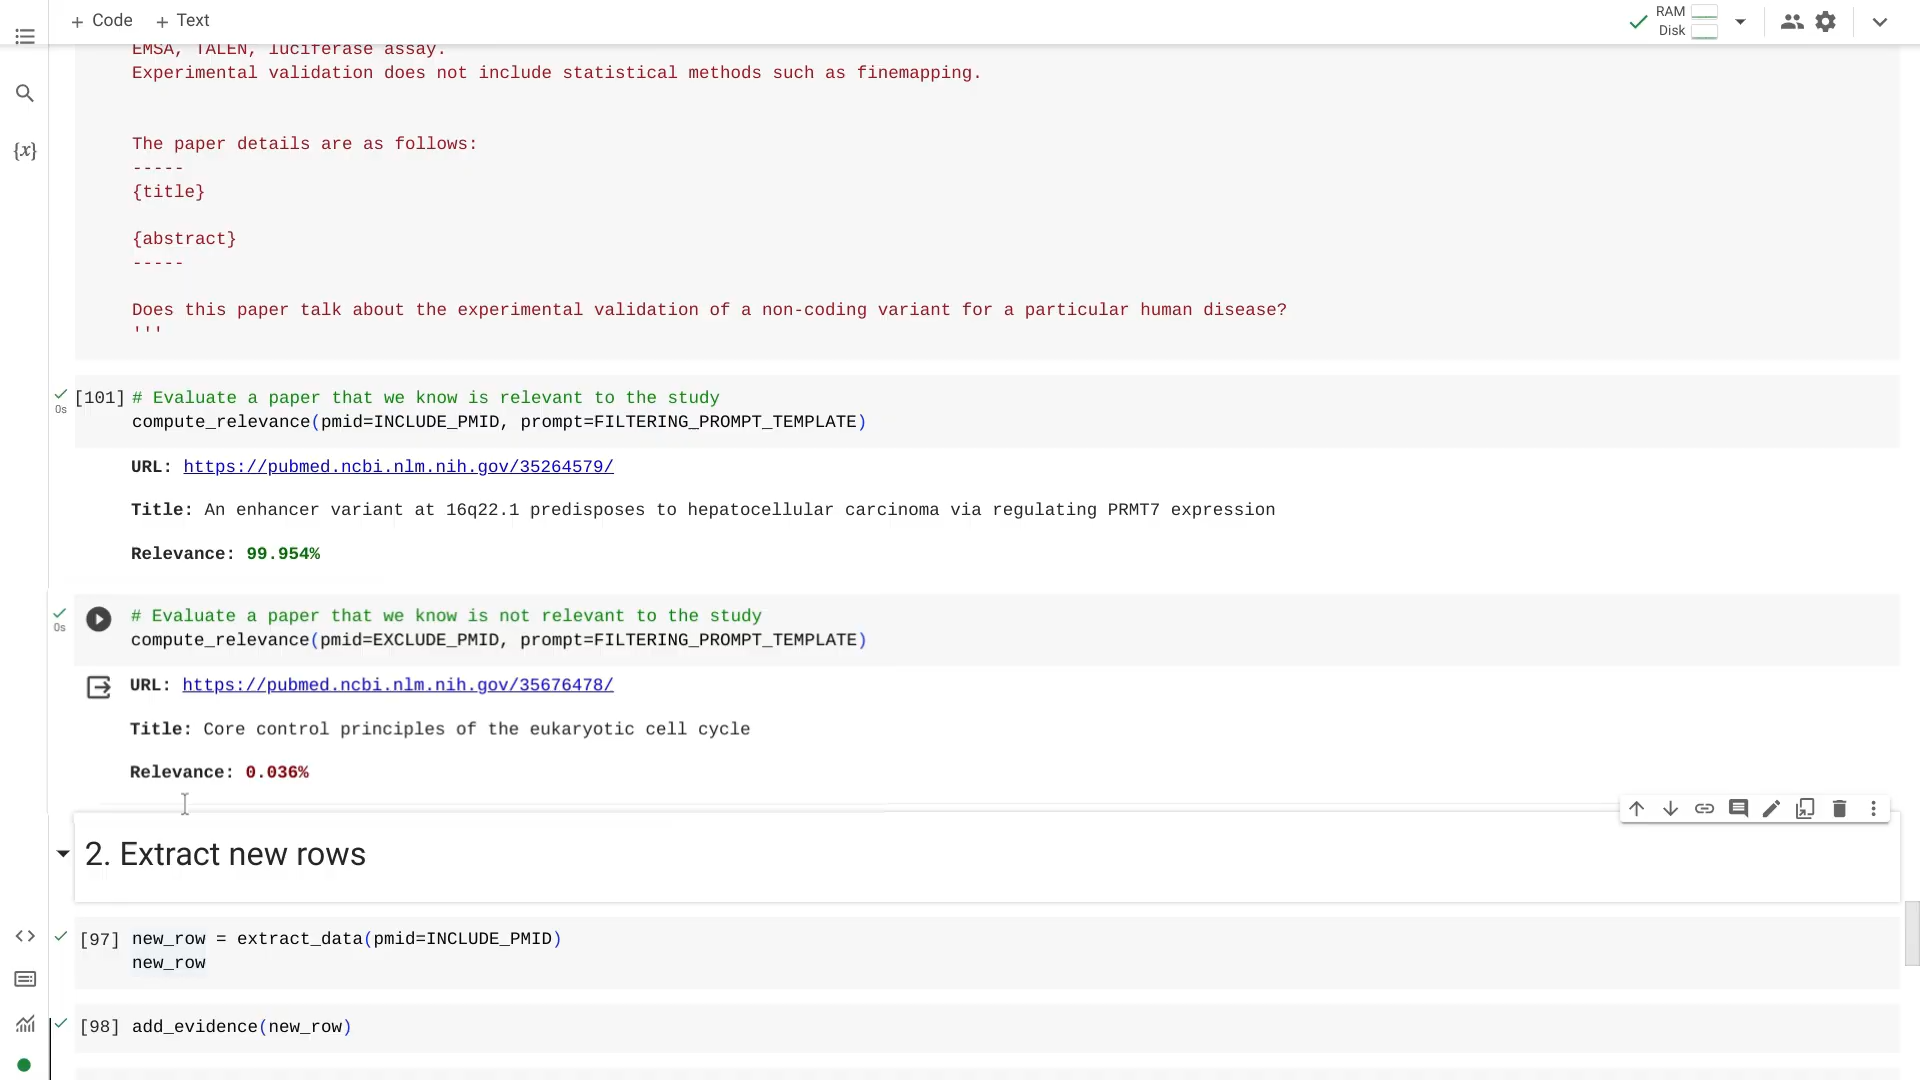 + Code + Text
RAM
Disk
EMSA, TALEN, luciferase assay.
Experimental validation does not include statistical methods such as finemapping.
{x}
The paper details are as follows:
-----
{title}
{abstract}
-----
Does this paper talk about the experimental validation of a non-coding variant for a particular human disease?
'''
[101] # Evaluate a paper that we know is relevant to the study
0s
compute_relevance(pmid=INCLUDE_PMID, prompt=FILTERING_PROMPT_TEMPLATE)
URL: https://pubmed.ncbi.nlm.nih.gov/35264579/
Title: An enhancer variant at 16q22.1 predisposes to hepatocellular carcinoma via regulating PRMT7 expression
Relevance: 99.954%
# Evaluate a paper that we know is not relevant to the study
0s
compute_relevance(pmid=EXCLUDE_PMID, prompt=FILTERING_PROMPT_TEMPLATE)
URL: https://pubmed.ncbi.nlm.nih.gov/35676478/
Title: Core control principles of the eukaryotic cell cycle
Relevance: 0.036%
2. Extract new rows
[97] new_row = extract_data(pmid=INCLUDE_PMID)
new_row
[98] add_evidence(new_row)